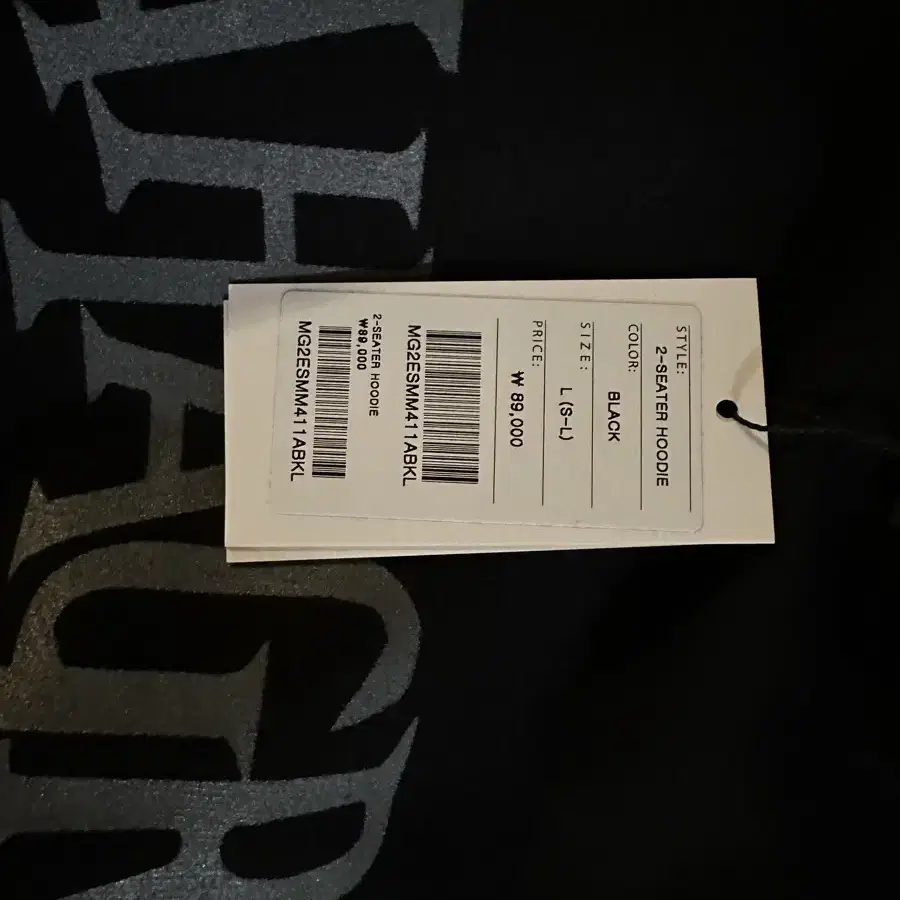 STYLE:
2-SEATER HOODIE
COLOR:
BLACK
SIZE:
L (S-L)
PRICE:
₩ 89,000
MG2ESMM411ABKL
2-SEATER HOODIE
₩89,000
MG2ESMM411ABKL